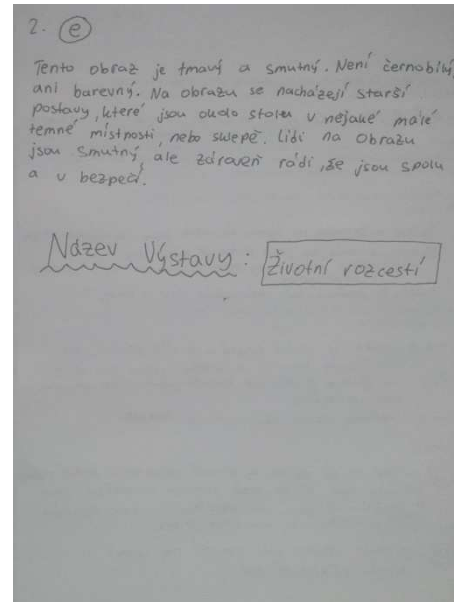 2. e
Tento obraz je tmavý a smutný. Není černobílý,
ani barevný. Na obrazu se nacházejí starší
postavy, které jsou okolo stolu v nejaké malé
temné místnosti, nebo sklepě. Lidi na obrazu
jsou smutný, ale zároveň rádi, že jsou spolu
a v bezpečí.
Název Výstavy : Životní rozcestí